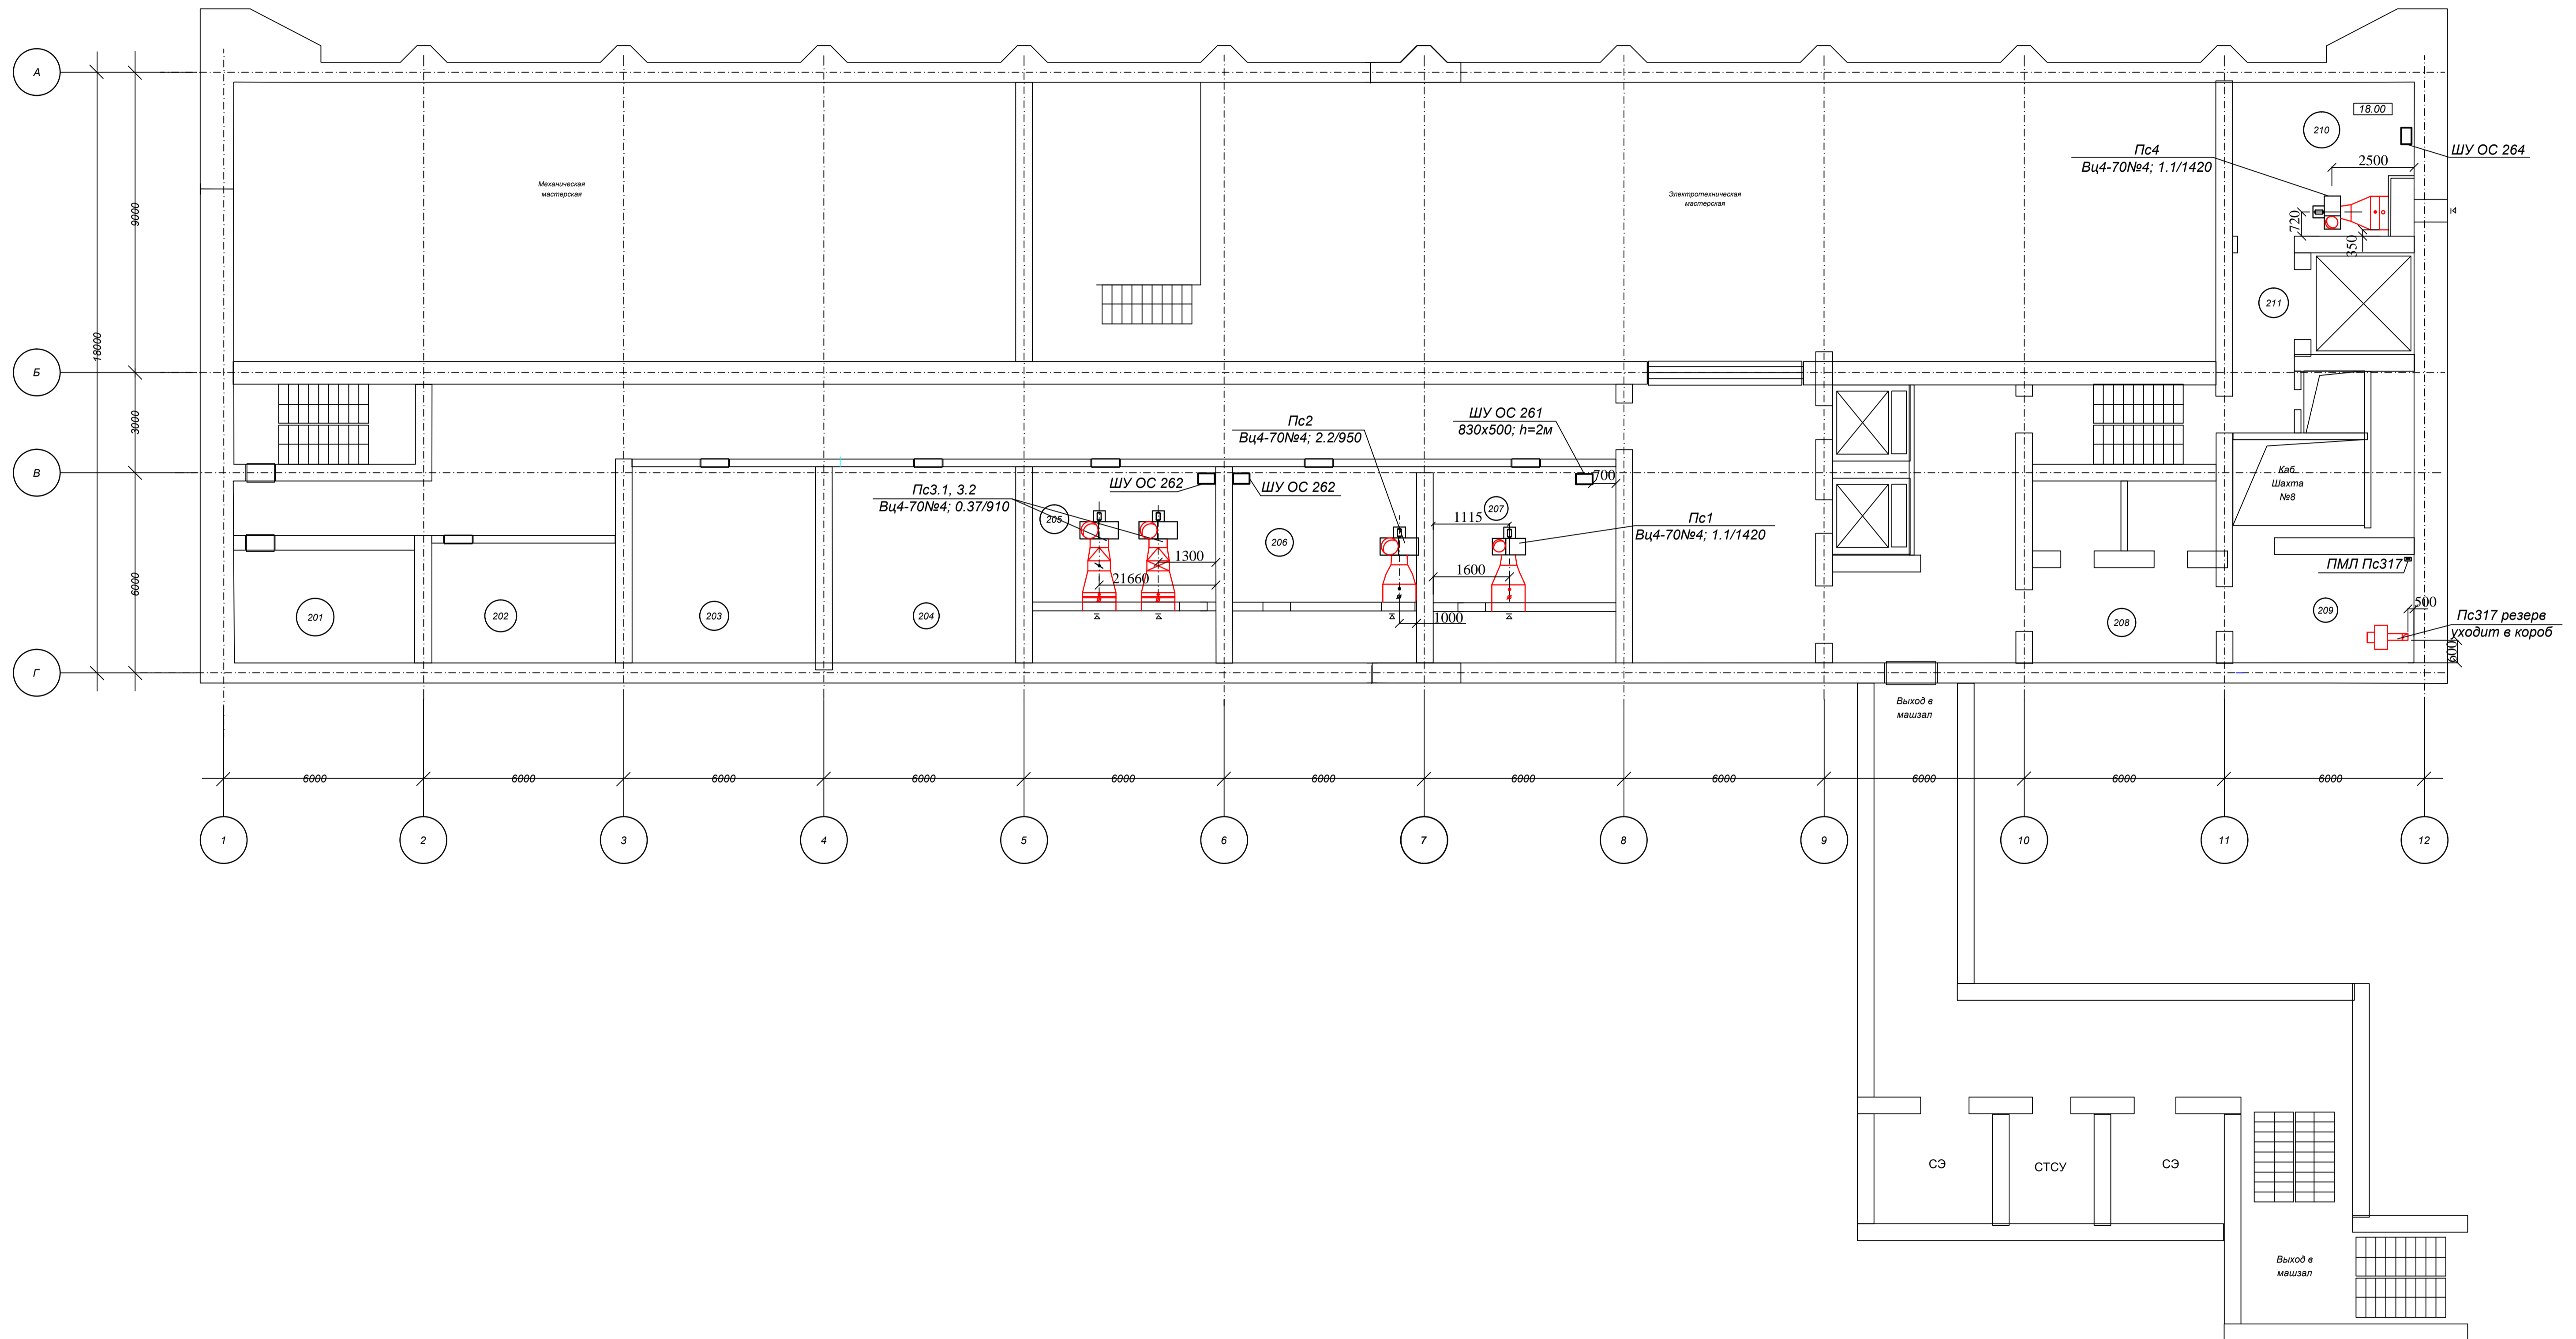 А
18.00
210
Пс4
Вц4-70№4; 1.1/1420
2500
ШУ ОС 264
Механическая
мастерская
Электротехническая
мастерская
9000
720
350
211
18000
Б
3000
Пс2
Вц4-70№4; 2.2/950
ШУ ОС 261
830х500; h=2м
В
700
Каб.
Шахта
№8
ШУ ОС 262
ШУ ОС 262
Пс3.1, 3.2
Вц4-70№4; 0.37/910
205
206
207
1115
Пс1
Вц4-70№4; 1.1/1420
1300
21660
1600
1000
ПМЛ Пс317
6000
201
202
203
204
208
209
500
Пс317 резерв
уходит в короб
600
Г
Выход в
машзал
6000
6000
6000
6000
6000
6000
6000
6000
6000
6000
6000
1
2
3
4
5
6
7
8
9
10
11
12
СЭ
СТСУ
СЭ
Выход в
машзал